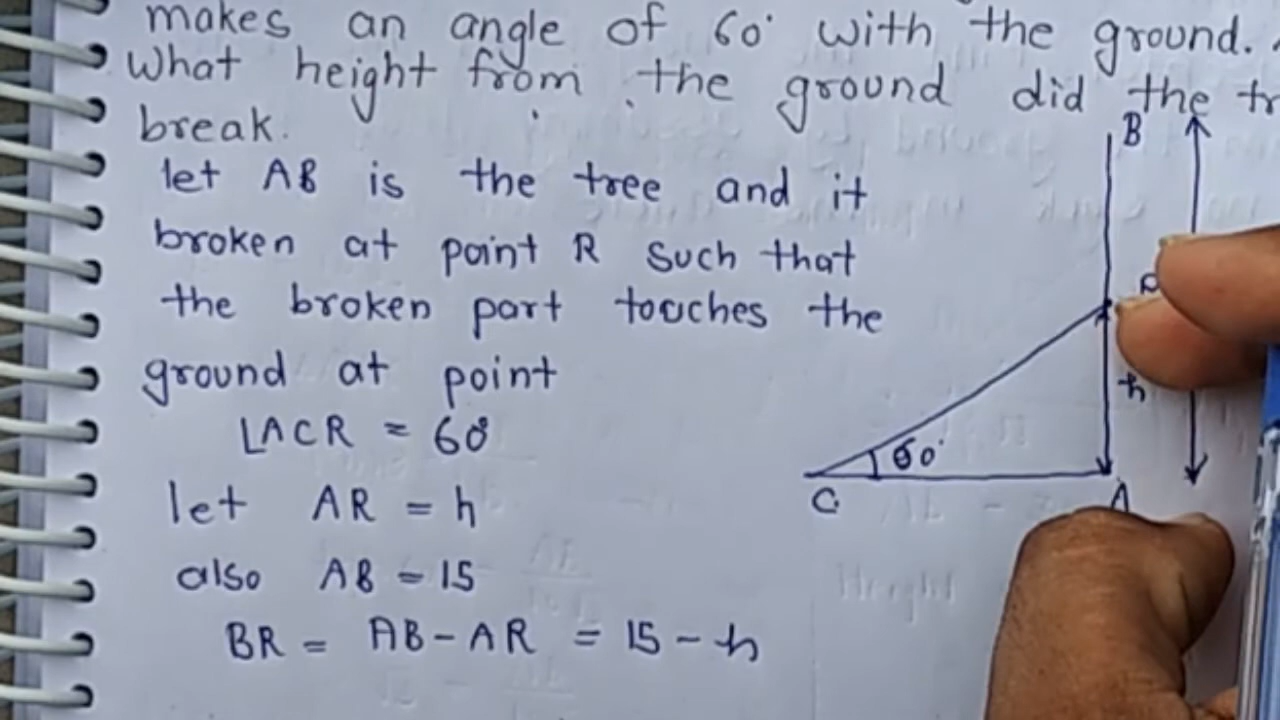 makes an angle of 60° with the ground.
What height from the ground did the
break.
let AB is the tree and it
broken at point R such that
the broken part touches the
ground at point
∠ACR = 60°
let AR = h
also AB = 15
BR = AB - AR = 15 - h
B
h
60°
C
A